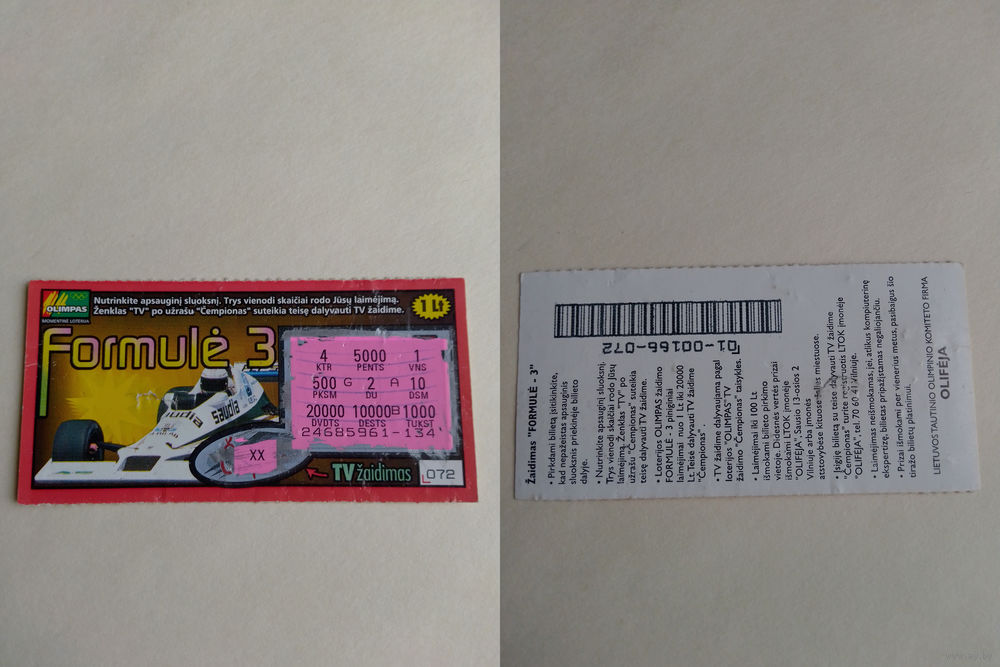 OLIMPAS
MOMENTINĖ LOTERIJA
Nutrinkite apsauginį sluoksnį. Trys vienodi skaičiai rodo Jūsų laimėjimą.
Ženklas "TV" po užrašu "Čempionas" suteikia teisę dalyvauti TV žaidime.
1 Lt
Formulė 3
4 5000 1
KTR PENTS VNS
500 G 2 A 10
PKSM DU DSM
20000 10000 B 1000
DVDTS DESTS TUKST
24685961-134
Saudia
XX
TV žaidimas
072
01-00166-072
Žaidimas "FORMULĖ - 3"
• Pirkdami bilietą jsitikinkite,
kad nepažeistas apsauginis
sluoksnis priekinėje bilieto
dalyje.
• Nutrinkite apsauginį sluoksnį.
Trys vienodi skaičiai rodo Jūsų
laimėjimą. Ženklas "TV" po
užrašu "Čempionas" suteikia
teisę dalyvauti TV žaidime.
• Loterijos OLIMPAS žaidimo
FORMULĖ - 3 piniginiai
laimėjimai nuo 1 Lt iki 20000
Lt. Teisė dalyvauti TV žaidime
"Čempionas".
• TV žaidime dalyvaujama pagal
loterijos "OLIMPAS" TV
žaidimo "Čempionas" taisykles.
• Laimėjimai iki 100 Lt
išmokami bilieto pirkimo
vietoje. Didesnės vertės prizai
išmokami LTOK įmonėje
"OLIFĖJA", Sausio 13-osios 2
Vilniuje arba įmonės
atstovybėse kituose šalies miestuose.
• Įsigiję bilietą su teise dalyvauti TV žaidime
"Čempionas" turite registruotis LTOK įmonėje
"OLIFĖJA", tel. 70 60 41 Vilniuje.
• Laimėjimas neišmokamas, jei, atlikus kompiuterinę
ekspertizę, bilietas pripažįstamas negaliojančiu.
• Prizai išmokami per vienerius metus, pasibaigus šio
tiražo bilietų platinimui.
LIETUVOS TAUTINIO OLIMPINIO KOMITETO FIRMA
OLIFĖJA